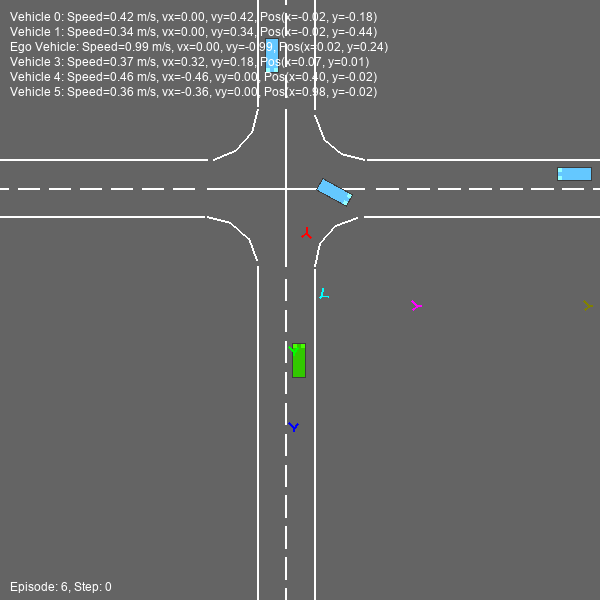 Vehicle 0: Speed=0.42 m/s, vx=0.00, vy=0.42, Pos(x=-0.02, y=-0.18)
Vehicle 1: Speed=0.34 m/s, vx=0.00, vy=0.34, Pos(x=-0.02, y=-0.44)
Ego Vehicle: Speed=0.99 m/s, vx=0.00, vy=-0.99, Pos(x=0.02, y=0.24)
Vehicle 3: Speed=0.37 m/s, vx=0.32, vy=0.18, Pos(x=0.07, y=0.01)
Vehicle 4: Speed=0.46 m/s, vx=-0.46, vy=0.00, Pos(x=0.40, y=-0.02)
Vehicle 5: Speed=0.36 m/s, vx=-0.36, vy=0.00, Pos(x=0.98, y=-0.02)
Episode: 6, Step: 0